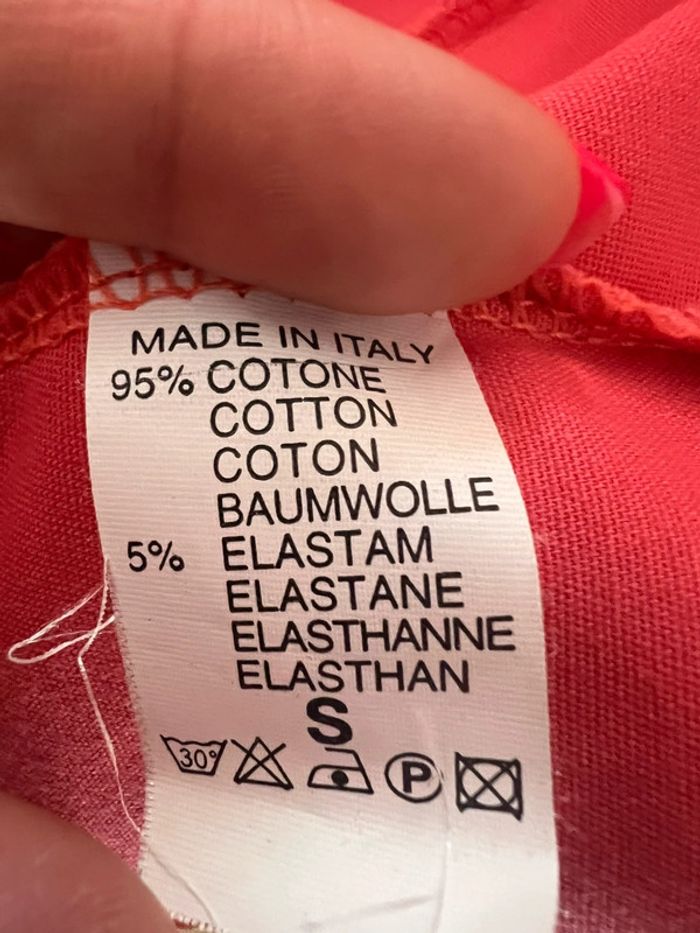 MADE IN ITALY
95% COTONE
COTTON
COTON
BAUMWOLLE
5% ELASTAM
ELASTANE
ELASTHANNE
ELASTHAN
S
30° P